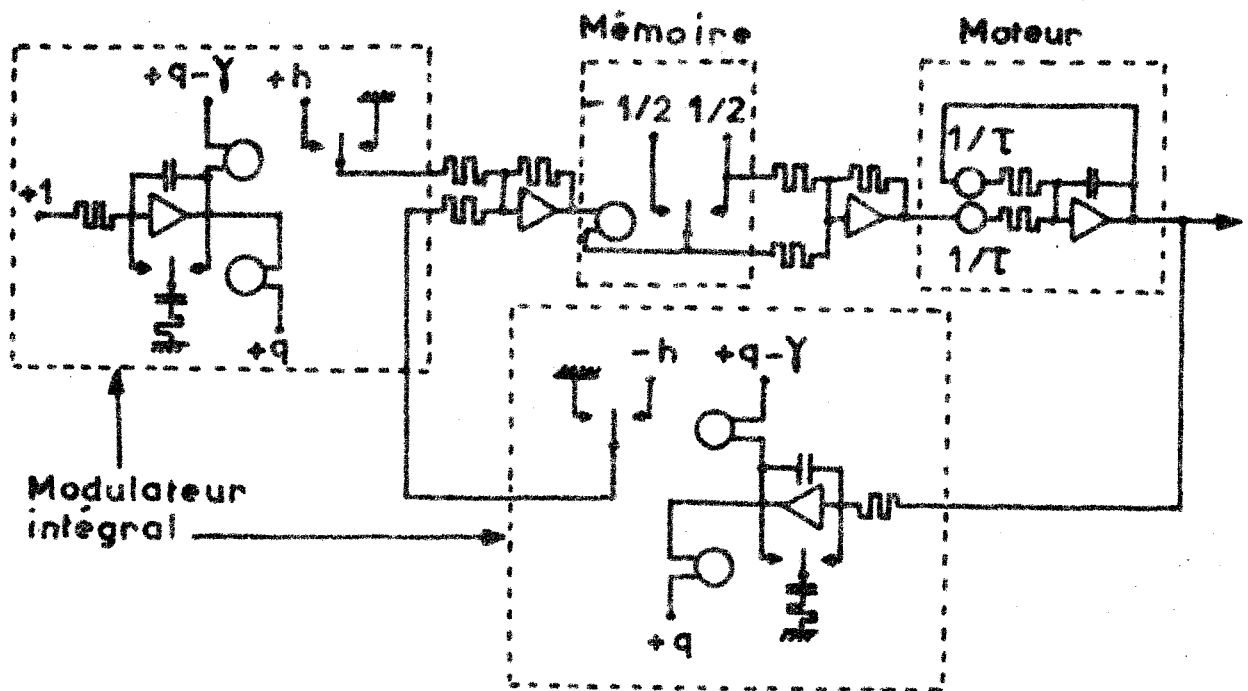 Mémoire
Moteur
+q-γ
+h
-1/2
1/2
1/τ
+1
1/τ
+q
-h
+q-γ
Modulateur
intégral
+q